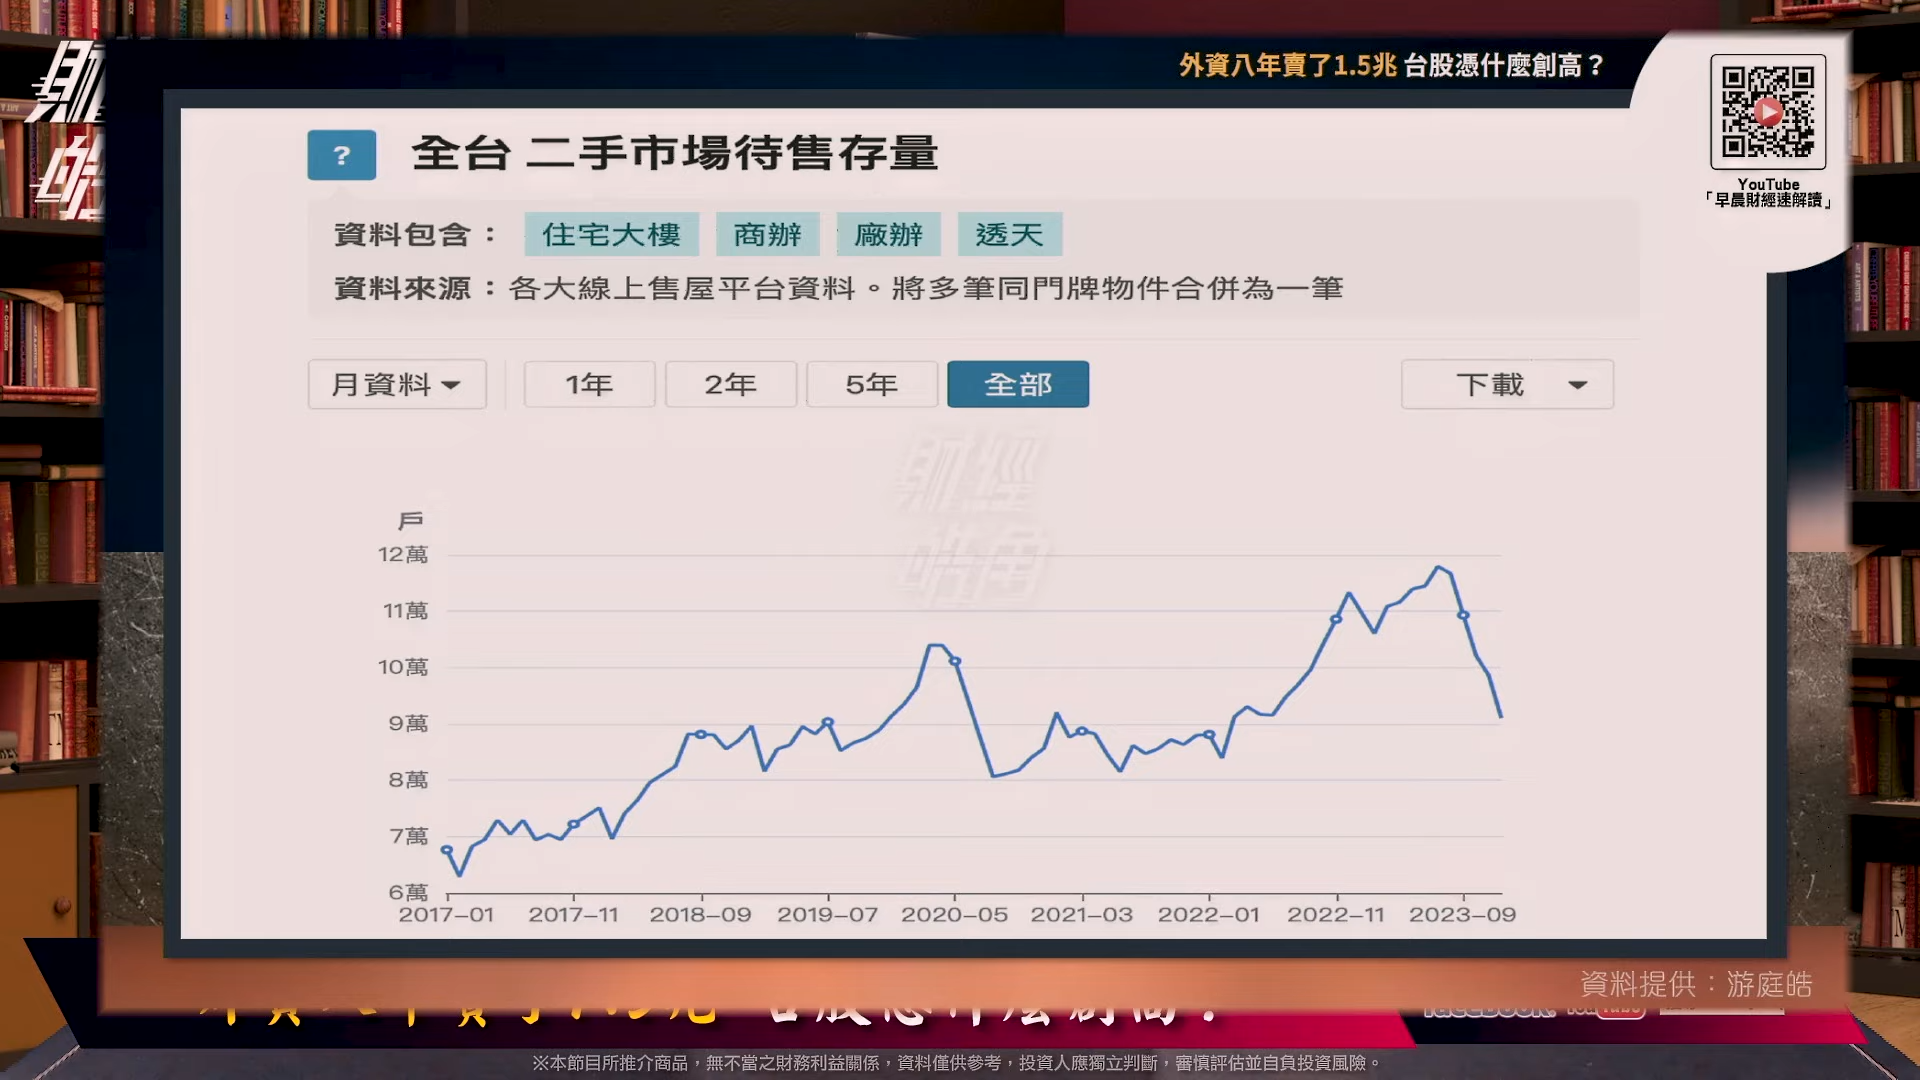 外資八年賣了1.5兆 台股憑什麼創高？
YouTube
「早晨財經速解讀」
? 全台 二手市場待售存量
資料包含： 住宅大樓 商辦 廠辦 透天
資料來源：各大線上售屋平台資料。將多筆同門牌物件合併為一筆
月資料 1年 2年 5年 全部 下載
財經
皓角
戶
12萬
11萬
10萬
9萬
8萬
7萬
6萬
2017-01 2017-11 2018-09 2019-07 2020-05 2021-03 2022-01 2022-11 2023-09
資料提供：游庭皓
※本節目所推介商品，無不當之財務利益關係，資料僅供參考，投資人應獨立判斷，審慎評估並自負投資風險。